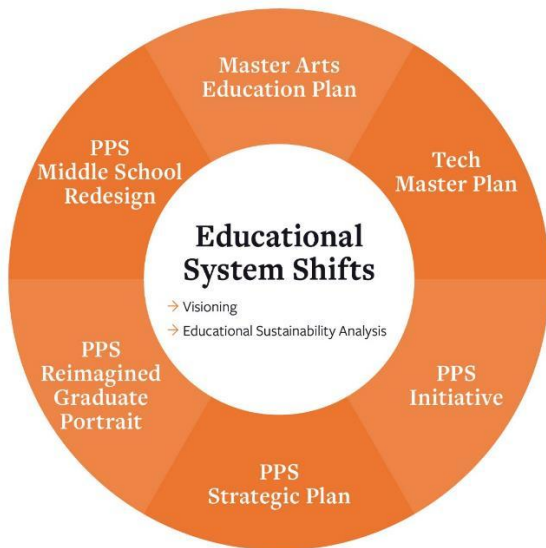 Master Arts
Education Plan
PPS
Middle School
Redesign
Tech
Master Plan
Educational
System Shifts
→ Visioning
→ Educational Sustainability Analysis
PPS
Reimagined
Graduate
Portrait
PPS
Initiative
PPS
Strategic Plan